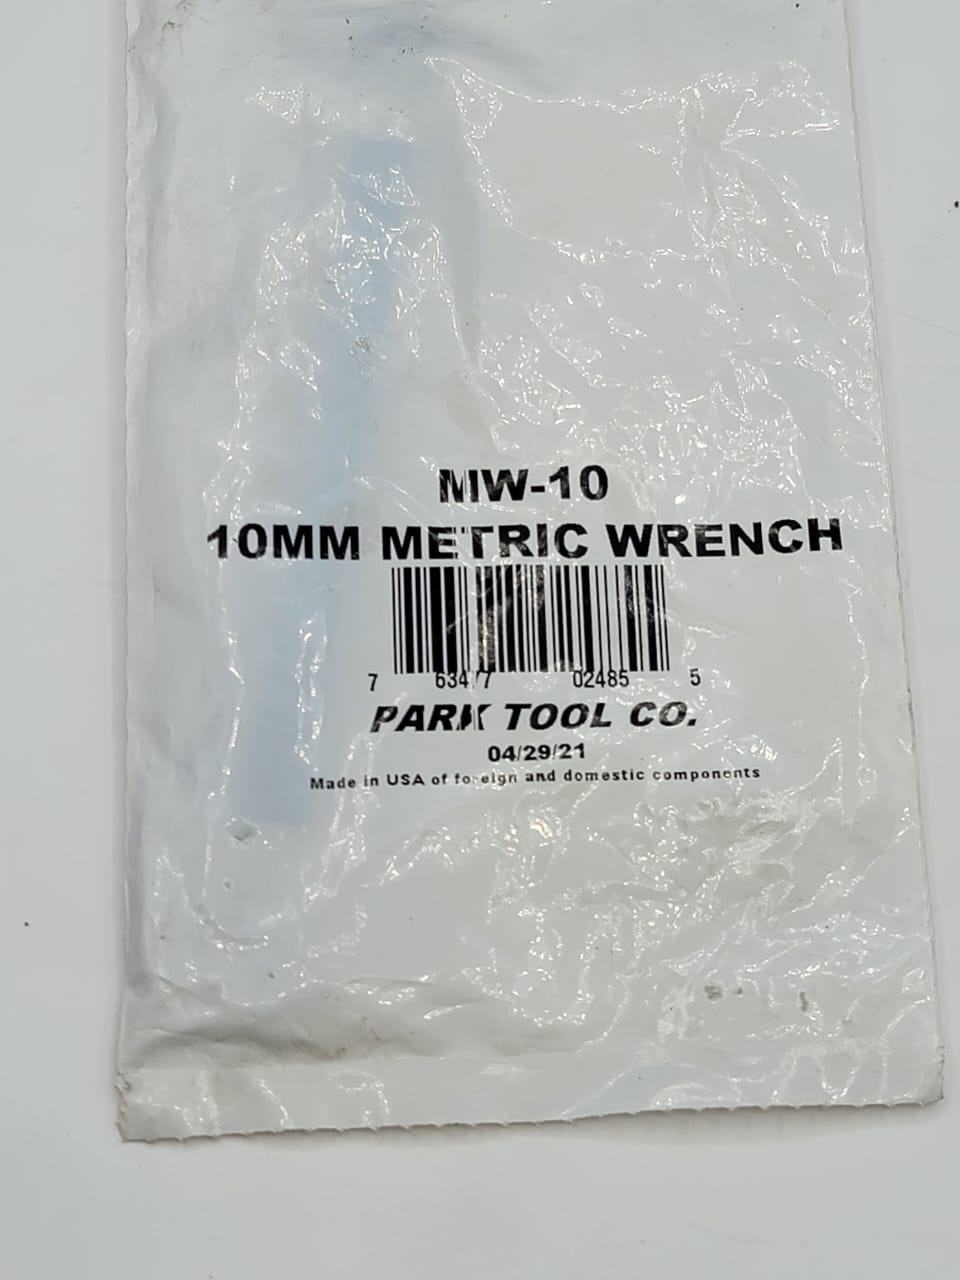 MW-10
10MM METRIC WRENCH
7 63477 02485 5
PARK TOOL CO.
04/29/21
Made in USA of foreign and domestic components